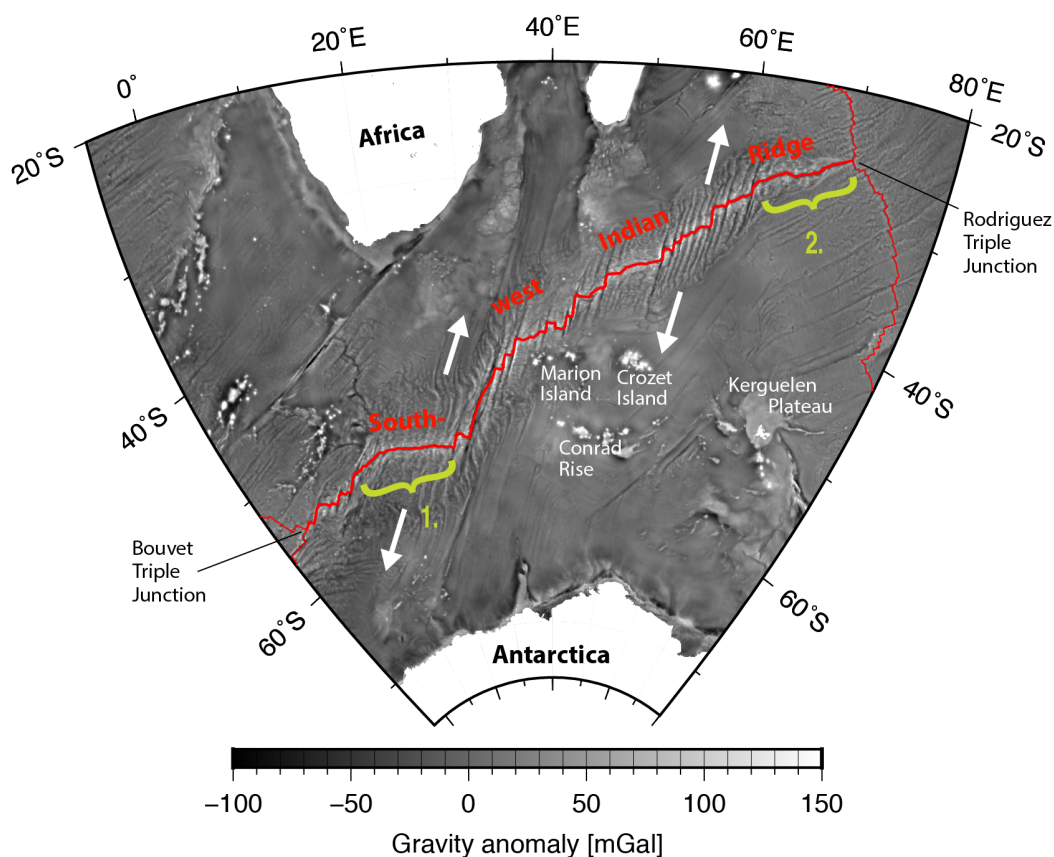 0˚
20˚E
40˚E
60˚E
80˚E
20˚S
20˚S
Africa
Ridge
Rodriguez
Triple
Junction
2.
Indian
west
Marion
Island
Crozet
Island
Kerguelen
Plateau
40˚S
40˚S
South-
Conrad
Rise
1.
Bouvet
Triple
Junction
60˚S
60˚S
Antarctica
−100
−50
0
50
100
150
Gravity anomaly [mGal]